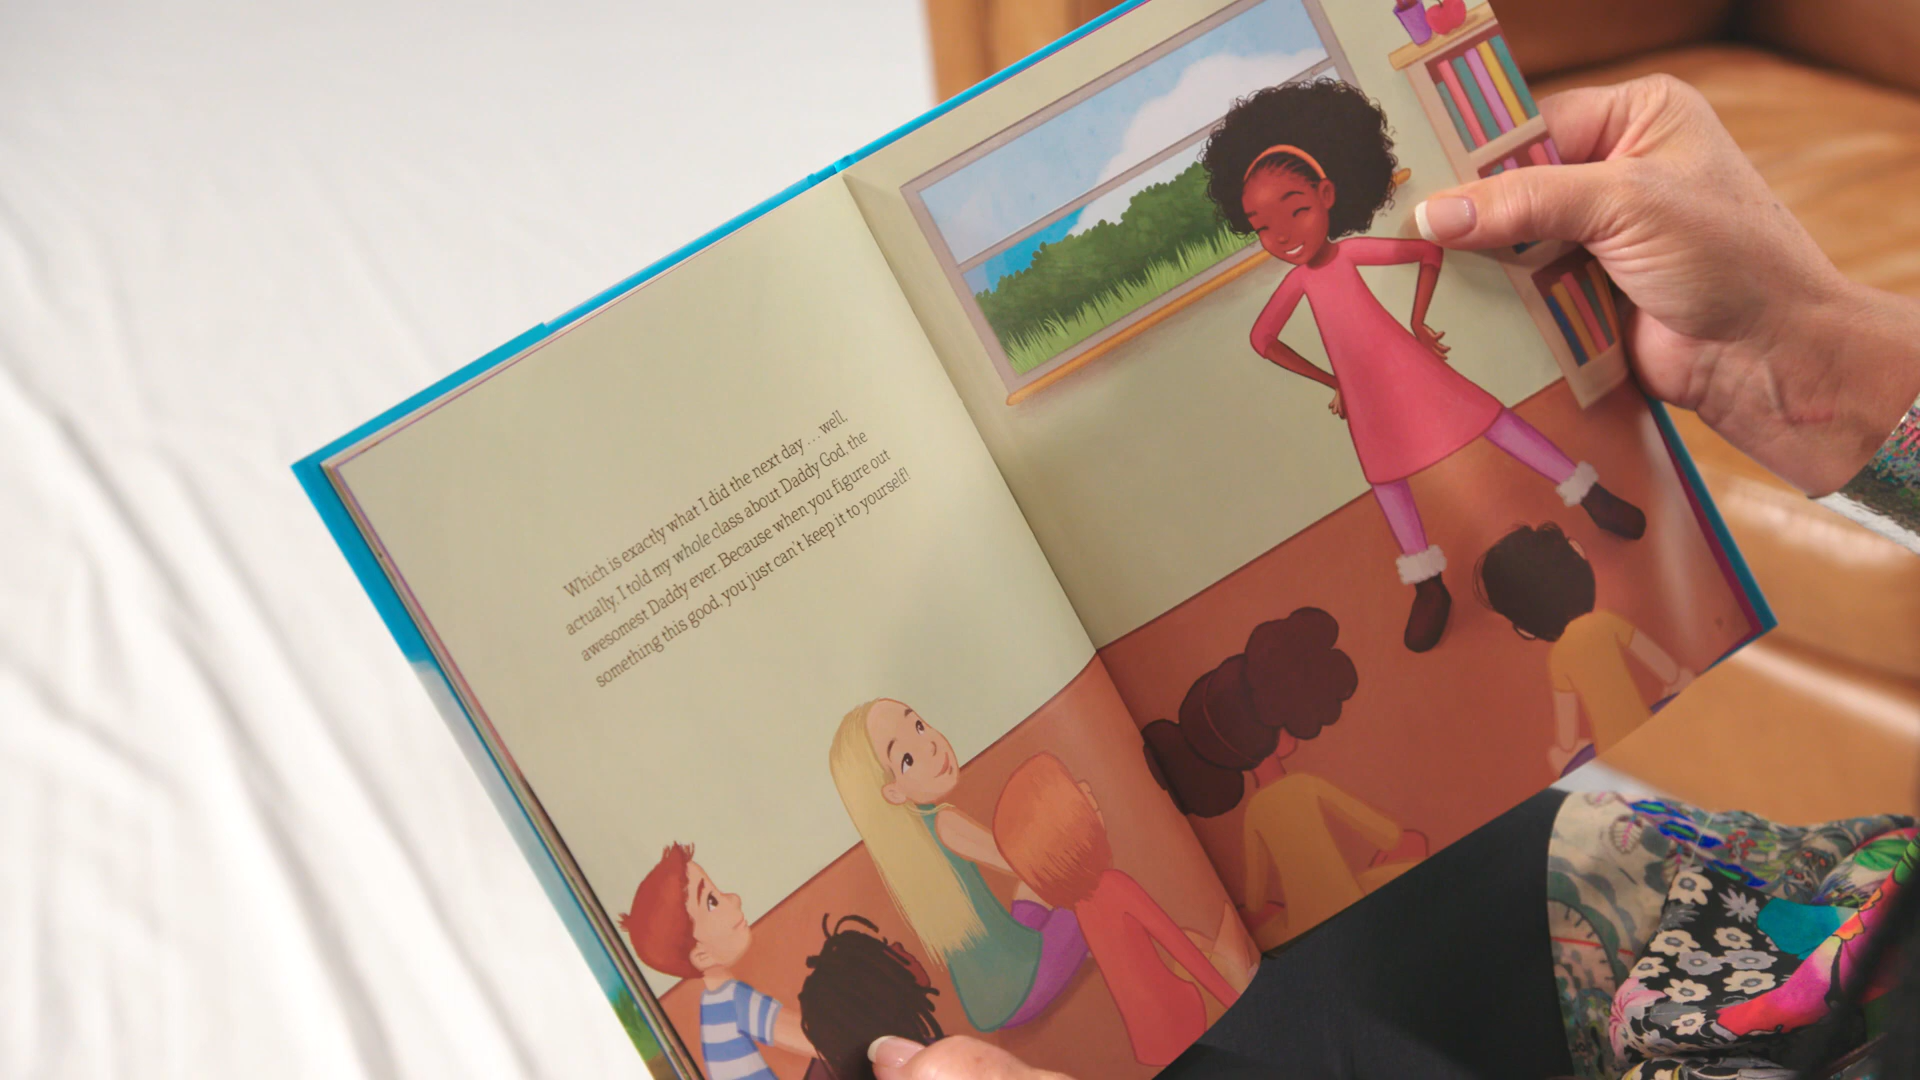 Which is exactly what I did the next day . . . well,
actually, I told my whole class about Daddy God, the
awesomest Daddy ever. Because when you figure out
something this good, you just can't keep it to yourself!